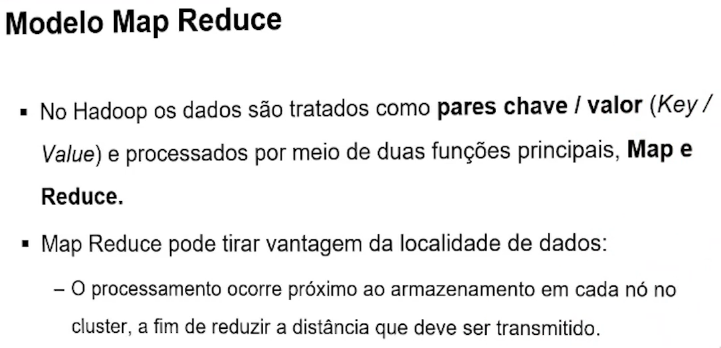 Modelo Map Reduce
▪ No Hadoop os dados são tratados como pares chave / valor (Key /
Value) e processados por meio de duas funções principais, Map e
Reduce.
▪ Map Reduce pode tirar vantagem da localidade de dados:
– O processamento ocorre próximo ao armazenamento em cada nó no
cluster, a fim de reduzir a distância que deve ser transmitido.